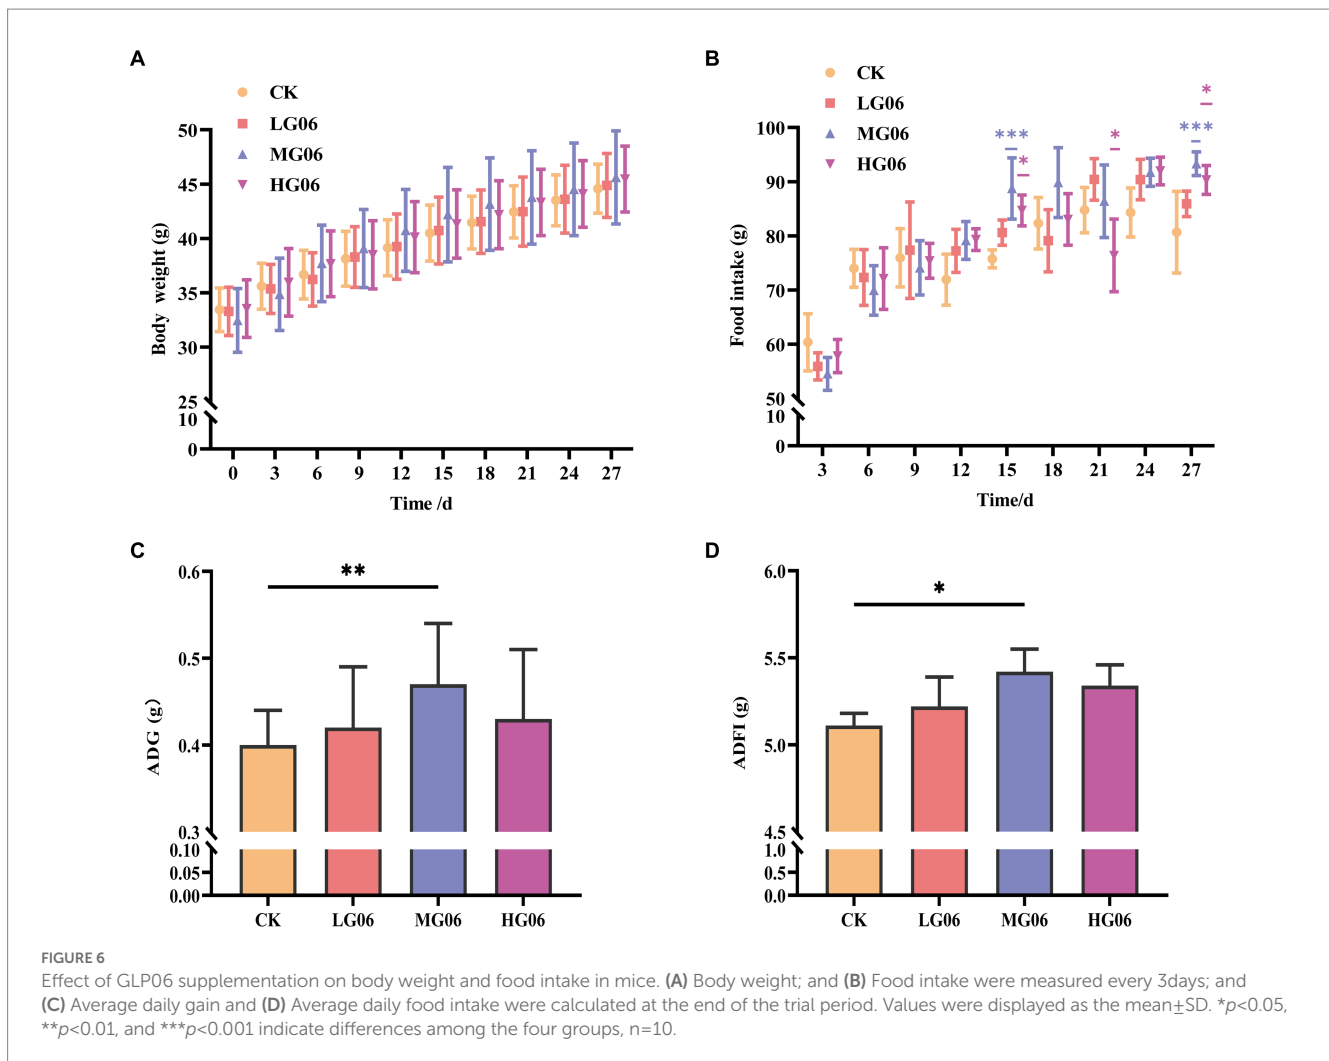 A
CK
LG06
MG06
HG06
50
45
40
35
30
25
10
0
Body weight (g)
0 3 6 9 12 15 18 21 24 27
Time /d
B
CK
LG06
MG06
HG06
*
*** * * ***
100
90
80
70
60
50
10
0
Food intake (g)
3 6 9 12 15 18 21 24 27
Time/d
C
**
0.6
0.5
0.4
0.3
0.10
0.05
0.00
ADG (g)
CK LG06 MG06 HG06
D
*
6.0
5.5
5.0
4.5
1.0
0.5
0.0
ADFI (g)
CK LG06 MG06 HG06
FIGURE 6
Effect of GLP06 supplementation on body weight and food intake in mice. (A) Body weight; and (B) Food intake were measured every 3days; and
(C) Average daily gain and (D) Average daily food intake were calculated at the end of the trial period. Values were displayed as the mean±SD. *p<0.05,
**p<0.01, and ***p<0.001 indicate differences among the four groups, n=10.